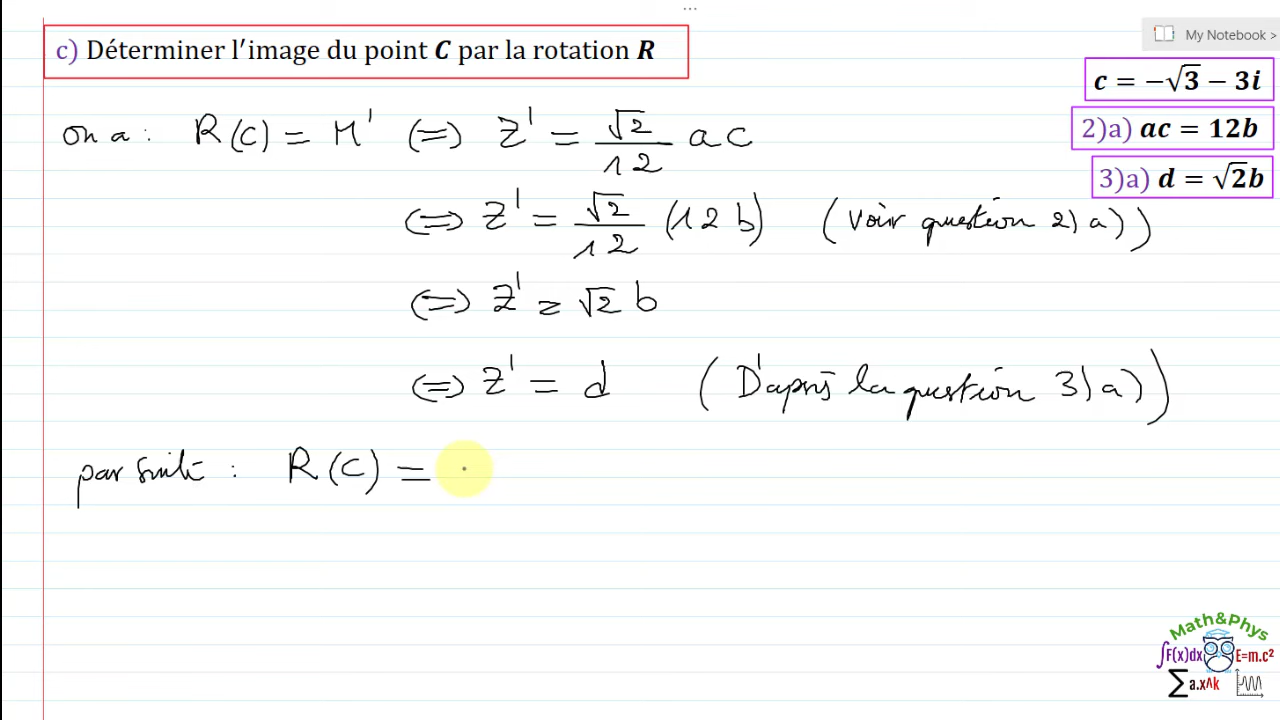 ...
My Notebook >
c) Déterminer l'image du point C par la rotation R
c = −√3 − 3i
2)a) ac = 12b
3)a) d = √2b
on a : R(C) = M' (=) Z' = √2/12 ac
(=) Z' = √2/12 (12b) (Voir question 2) a))
(=) Z' = √2 b
(=) Z' = d (D'après la question 3) a))
par suite : R(C) =
Math&Phys
∫F(x)dx E=m.c²
∑ a.x^k